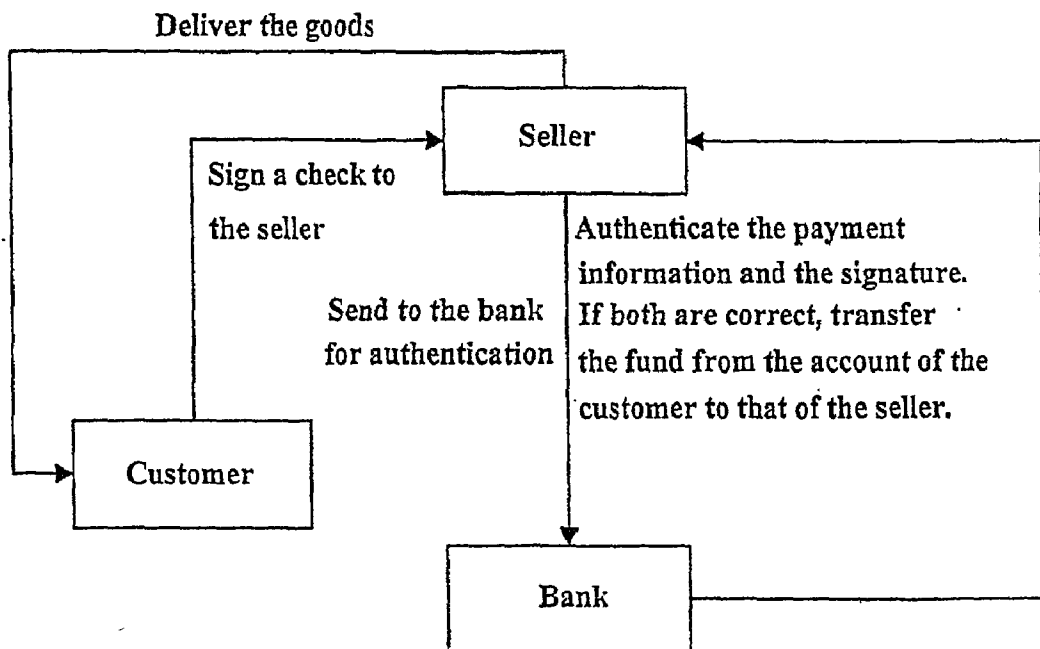 Deliver the goods
Seller
Sign a check to
the seller
Authenticate the payment
information and the signature.
If both are correct, transfer
the fund from the account of the
customer to that of the seller.
Send to the bank
for authentication
Customer
Bank